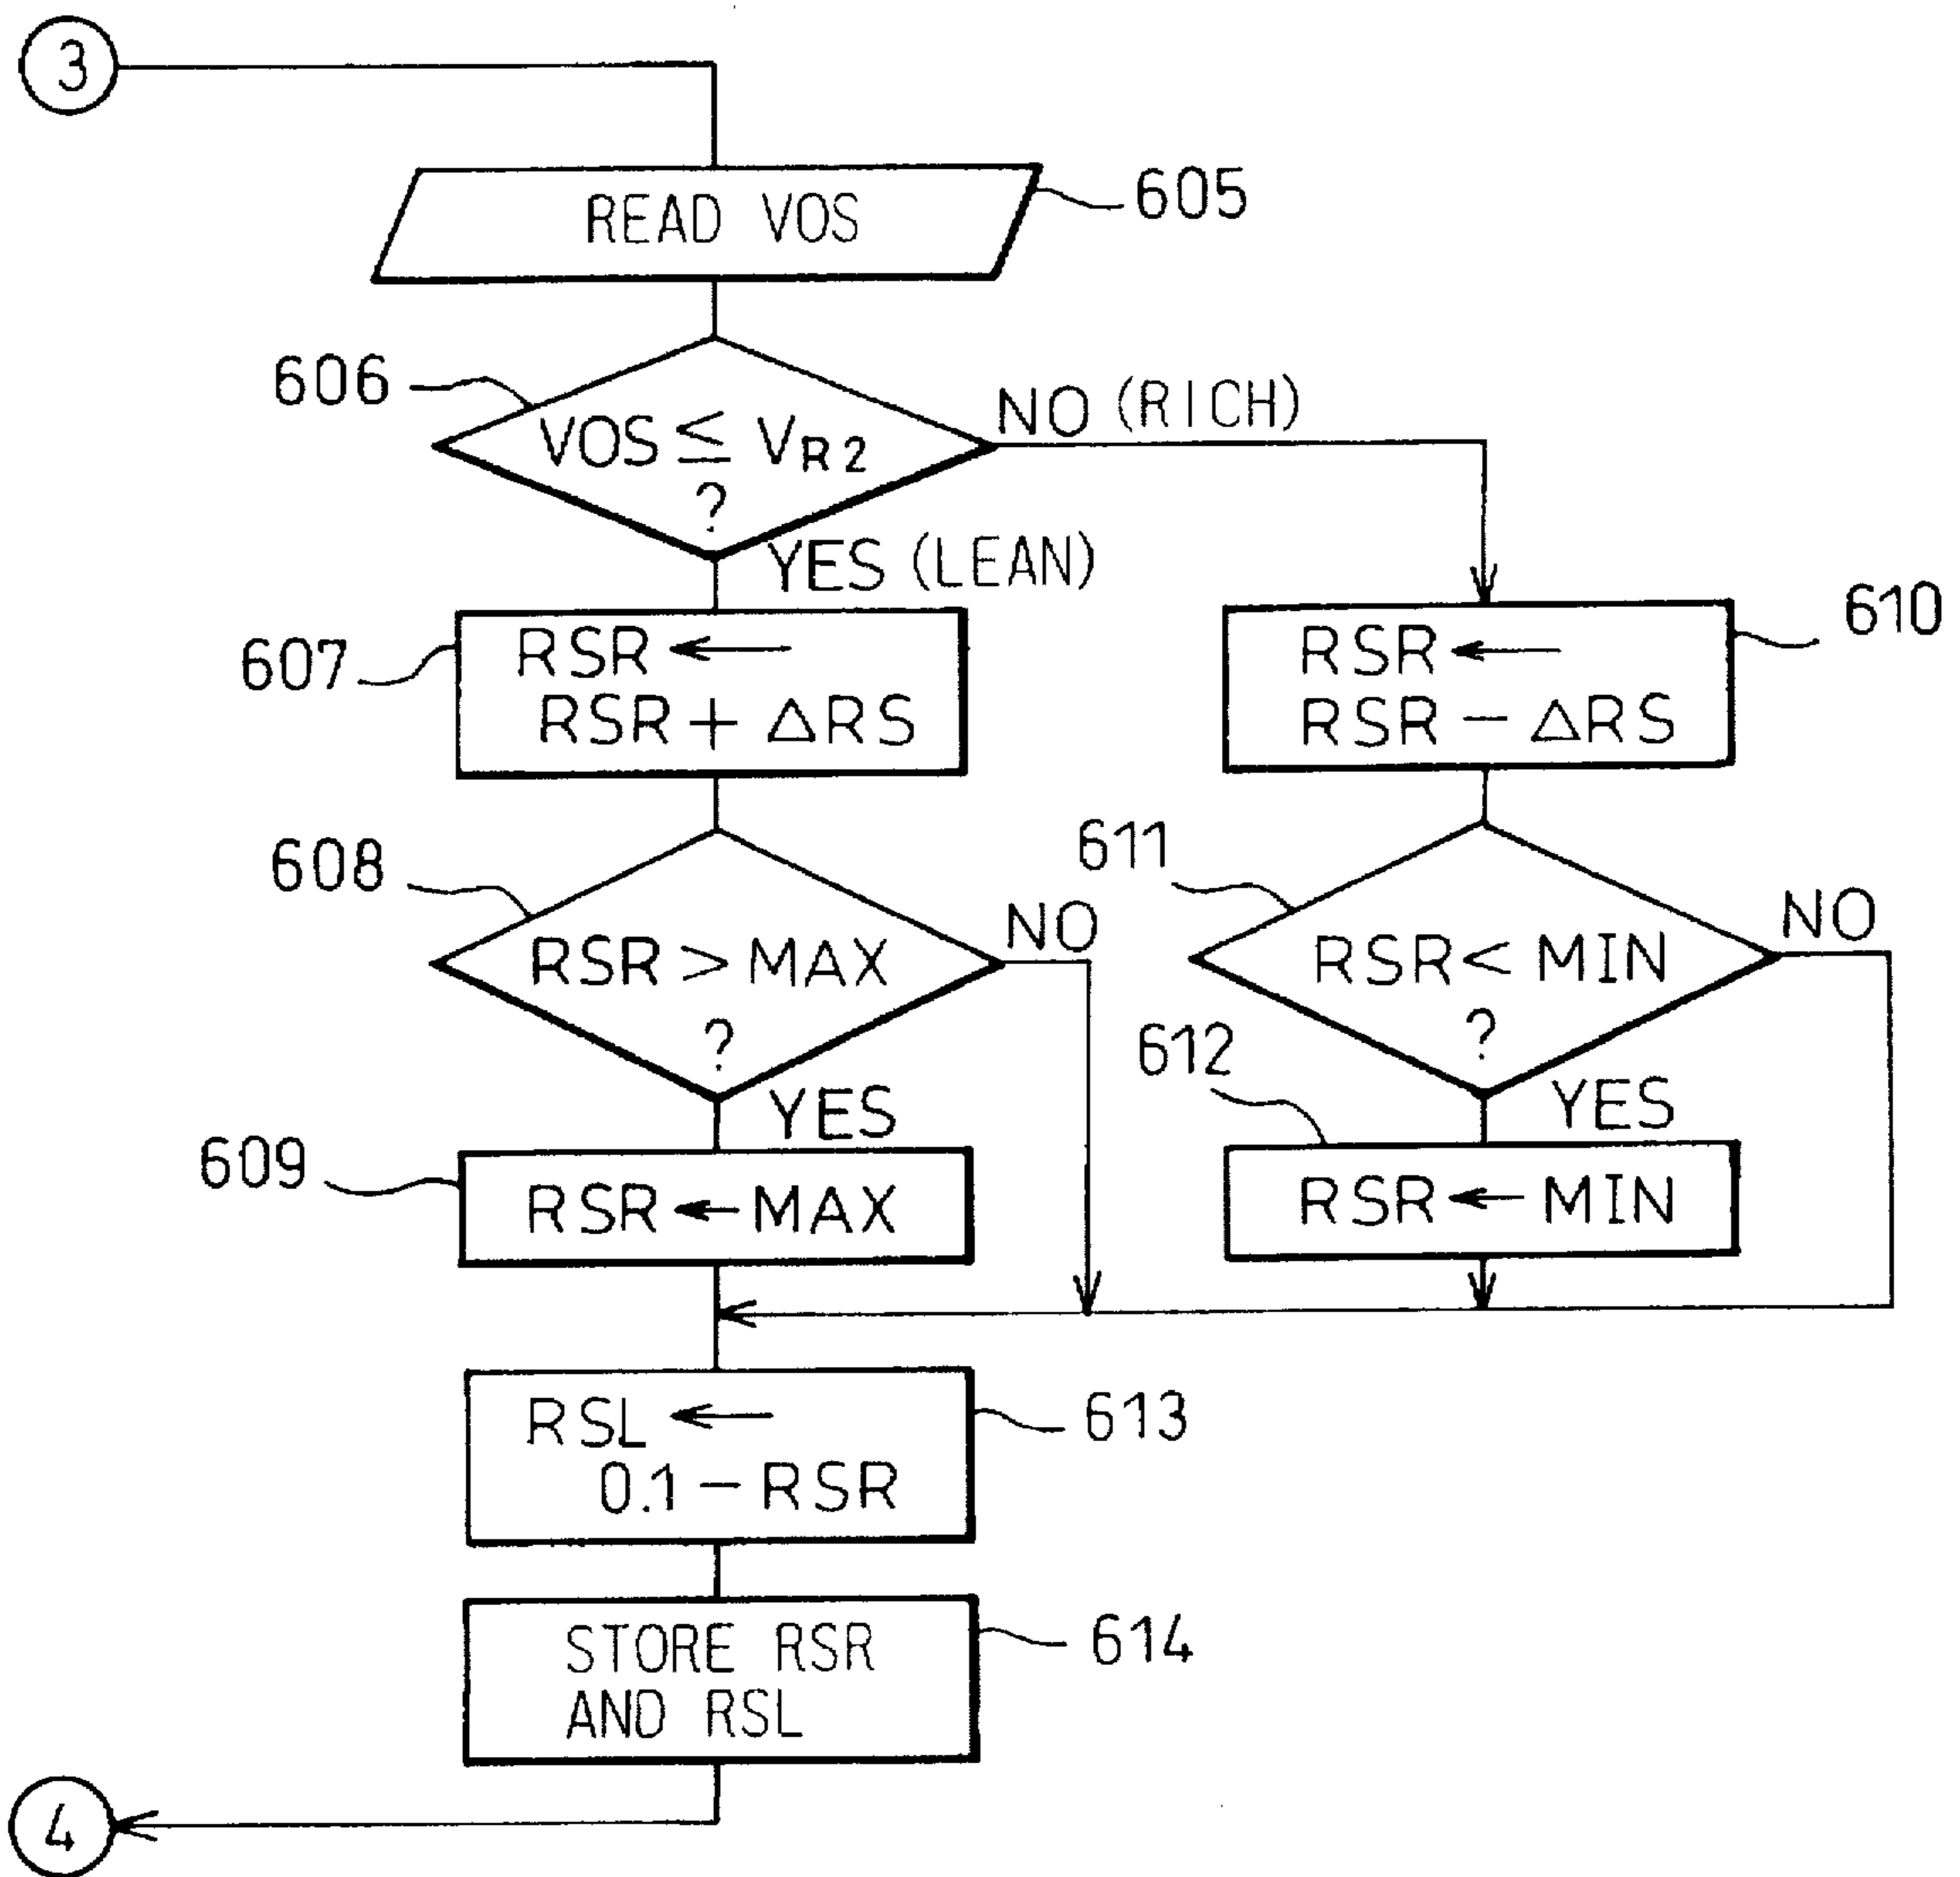 3
READ VOS
605
606
VOS ≦ VR2
?
NO (RICH)
YES (LEAN)
607
RSR ←
RSR + ΔRS
610
RSR ←
RSR − ΔRS
608
RSR > MAX
?
NO
YES
611
RSR < MIN
?
NO
YES
609
RSR ← MAX
612
RSR ← MIN
613
RSL ←
0.1 − RSR
614
STORE RSR
AND RSL
4